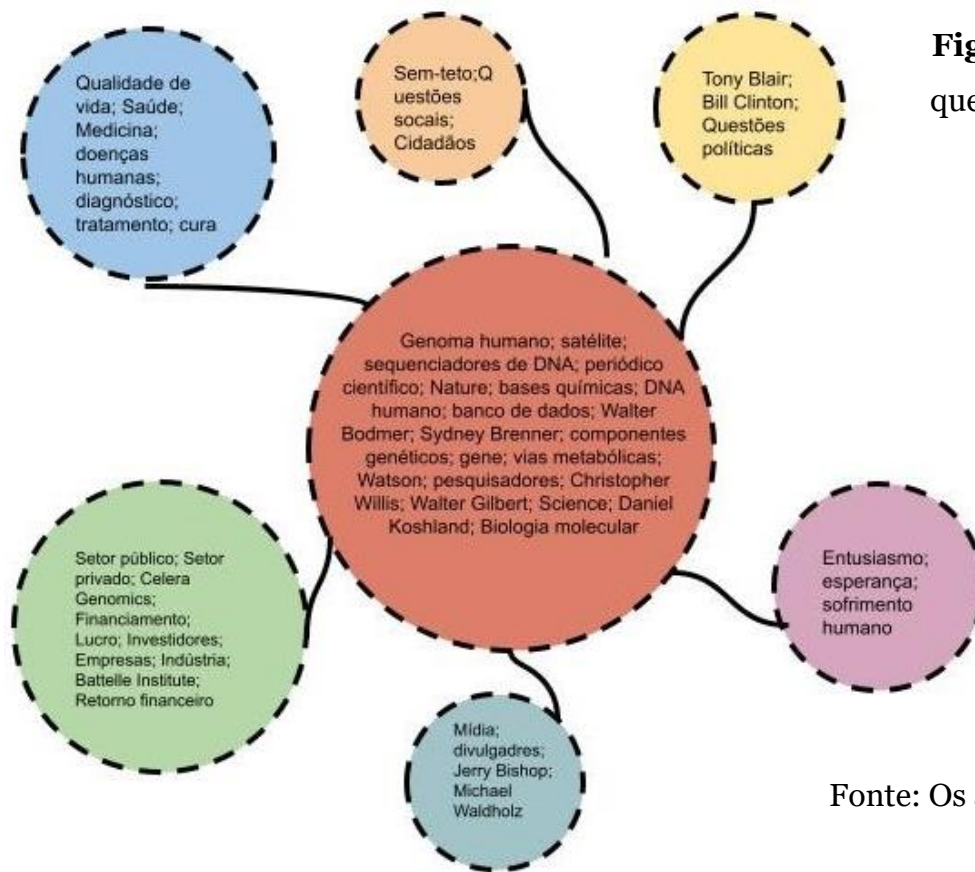 Qualidade de
vida; Saúde;
Medicina;
doenças
humanas;
diagnóstico;
tratamento; cura
Sem-teto;Q
uestões
socais;
Cidadãos
Tony Blair;
Bill Clinton;
Questões
políticas
Fig
que
Genoma humano; satélite;
sequenciadores de DNA; periódico
científico; Nature; bases químicas; DNA
humano; banco de dados; Walter
Bodmer; Sydney Brenner; componentes
genéticos; gene; vias metabólicas;
Watson; pesquisadores; Christopher
Willis; Walter Gilbert; Science; Daniel
Koshland; Biologia molecular
Setor público; Setor
privado; Celera
Genomics;
Financiamento;
Lucro; Investidores;
Empresas; Indústria;
Battelle Institute;
Retorno financeiro
Entusiasmo;
esperança;
sofrimento
humano
Mídia;
divulgadres;
Jerry Bishop;
Michael
Waldholz
Fonte: Os